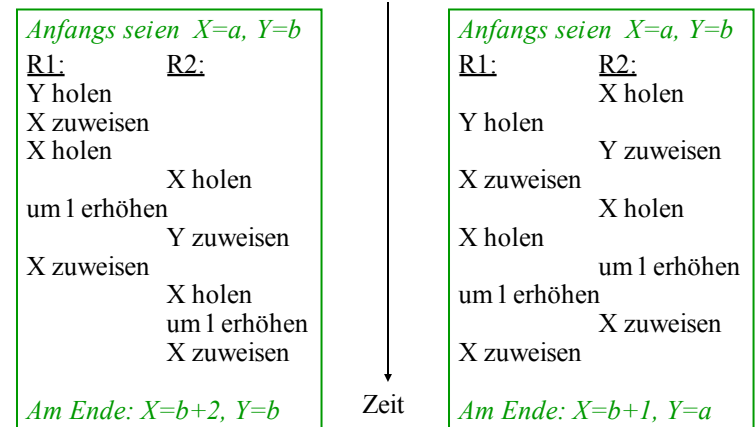 Anfangs seien X=a, Y=b
R1: R2:
Y holen
X zuweisen
X holen
X holen
um 1 erhöhen
Y zuweisen
X zuweisen
X holen
um 1 erhöhen
X zuweisen
Am Ende: X=b+2, Y=b
Zeit
Anfangs seien X=a, Y=b
R1: R2:
X holen
Y holen
Y zuweisen
X zuweisen
X holen
X holen
um 1 erhöhen
um 1 erhöhen
X zuweisen
X zuweisen
Am Ende: X=b+1, Y=a